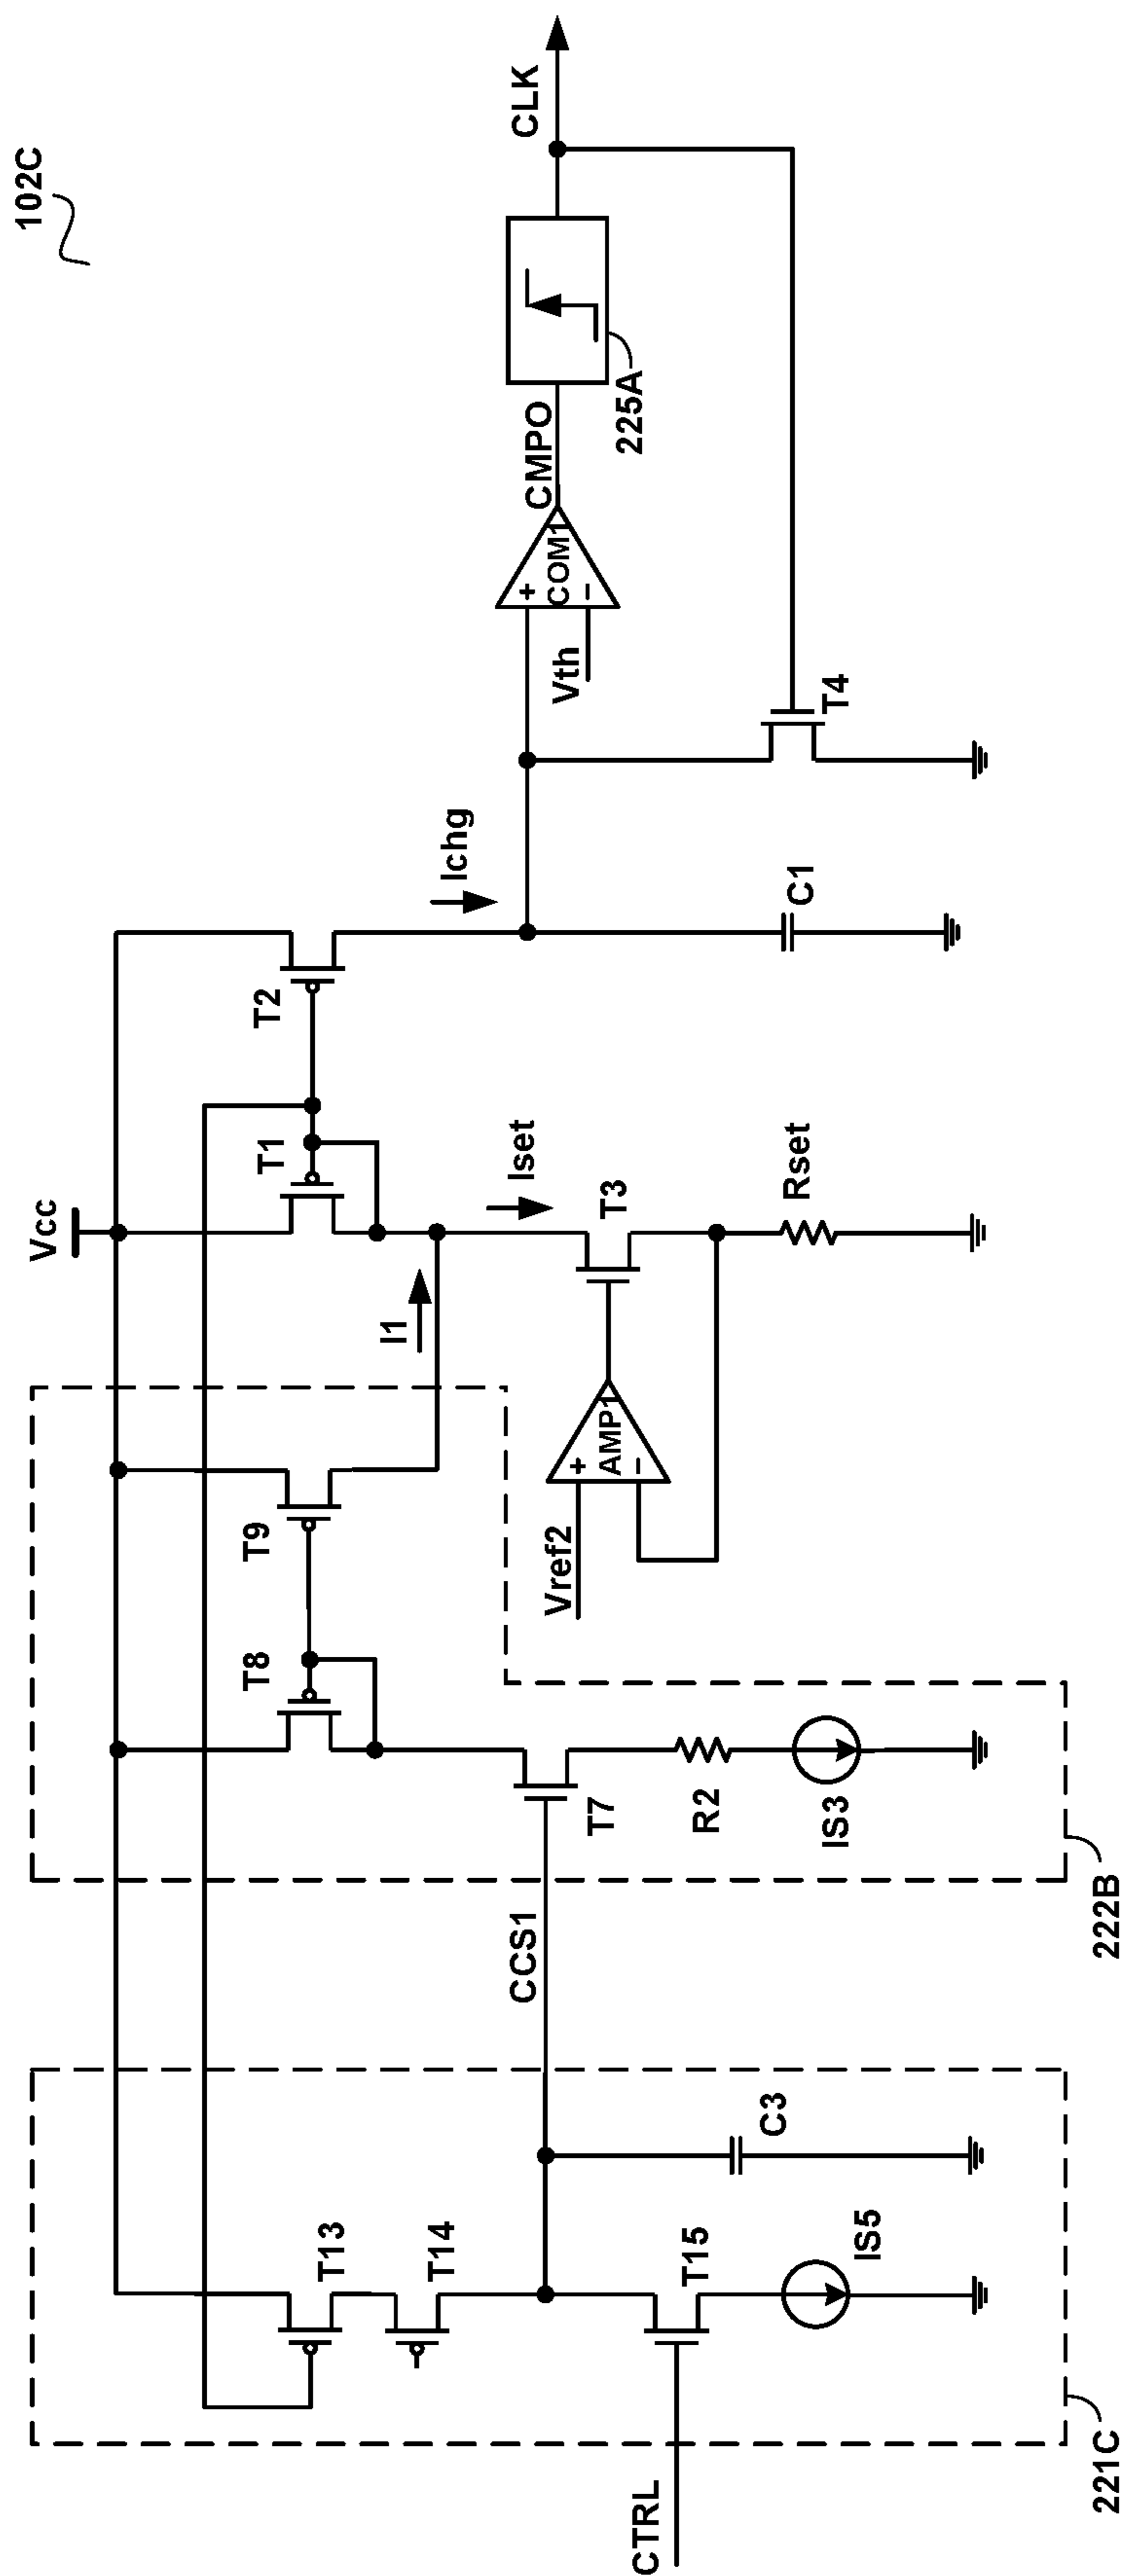 102C
Vcc
T13
T14
T15
IS5
C3
CTRL
221C
CCS1
T8
T9
T7
R2
IS3
222B
I1
Vref2
+
AMP1
−
T1
T2
Iset
T3
Rset
Ichg
C1
Vth
+
COM1
−
CMPO
225A
T4
CLK